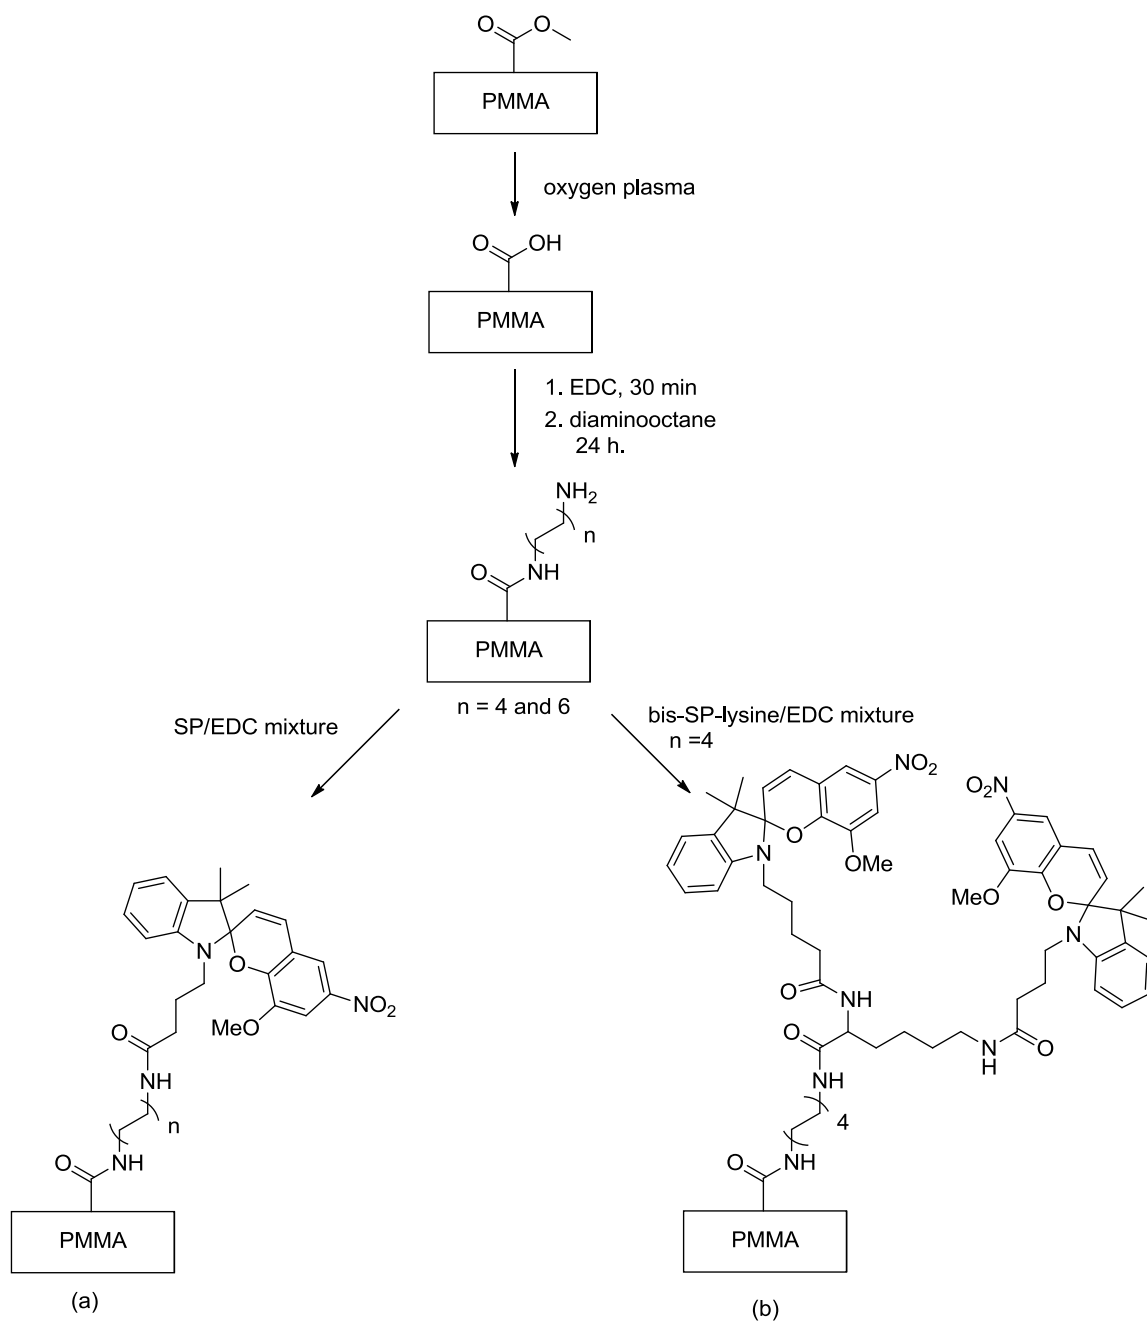 O
O
PMMA
oxygen plasma
O
OH
PMMA
1. EDC, 30 min
2. diaminooctane
24 h.
NH2
n
O
NH
PMMA
n = 4 and 6
SP/EDC mixture
bis-SP-lysine/EDC mixture
n =4
NO2
O2N
O
N
OMe
MeO
O
N
N
O
NO2
MeO
O
NH
n
O
NH
PMMA
(a)
O
NH
O
N
H
O
NH
4
O
NH
PMMA
(b)